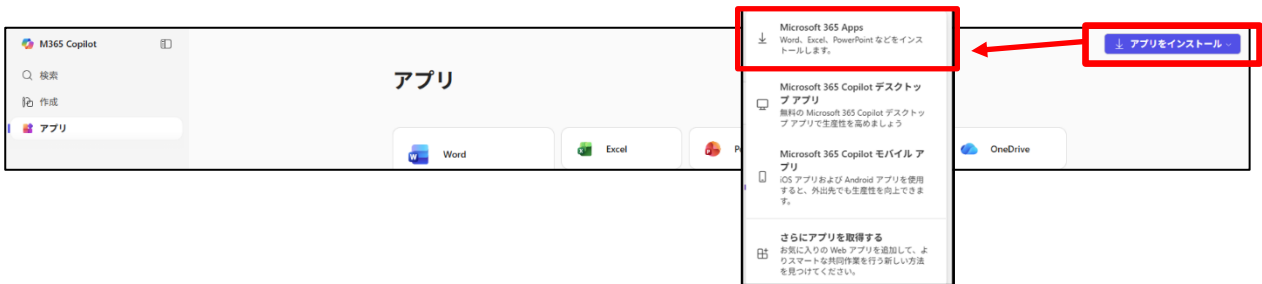 M365 Copilot
検索
作成
アプリ
アプリ
Word
Excel
OneDrive
アプリをインストール
Microsoft 365 Apps
Word、Excel、PowerPoint などをインス
トールします。
Microsoft 365 Copilot デスクトッ
プ アプリ
無料の Microsoft 365 Copilot デスクトッ
プ アプリで生産性を高めましょう
Microsoft 365 Copilot モバイル ア
プリ
iOS アプリおよび Android アプリを使用
すると、外出先でも生産性を向上できま
す。
さらにアプリを取得する
お気に入りの Web アプリを追加して、よ
りスマートな共同作業を行う新しい方法
を見つけてください。